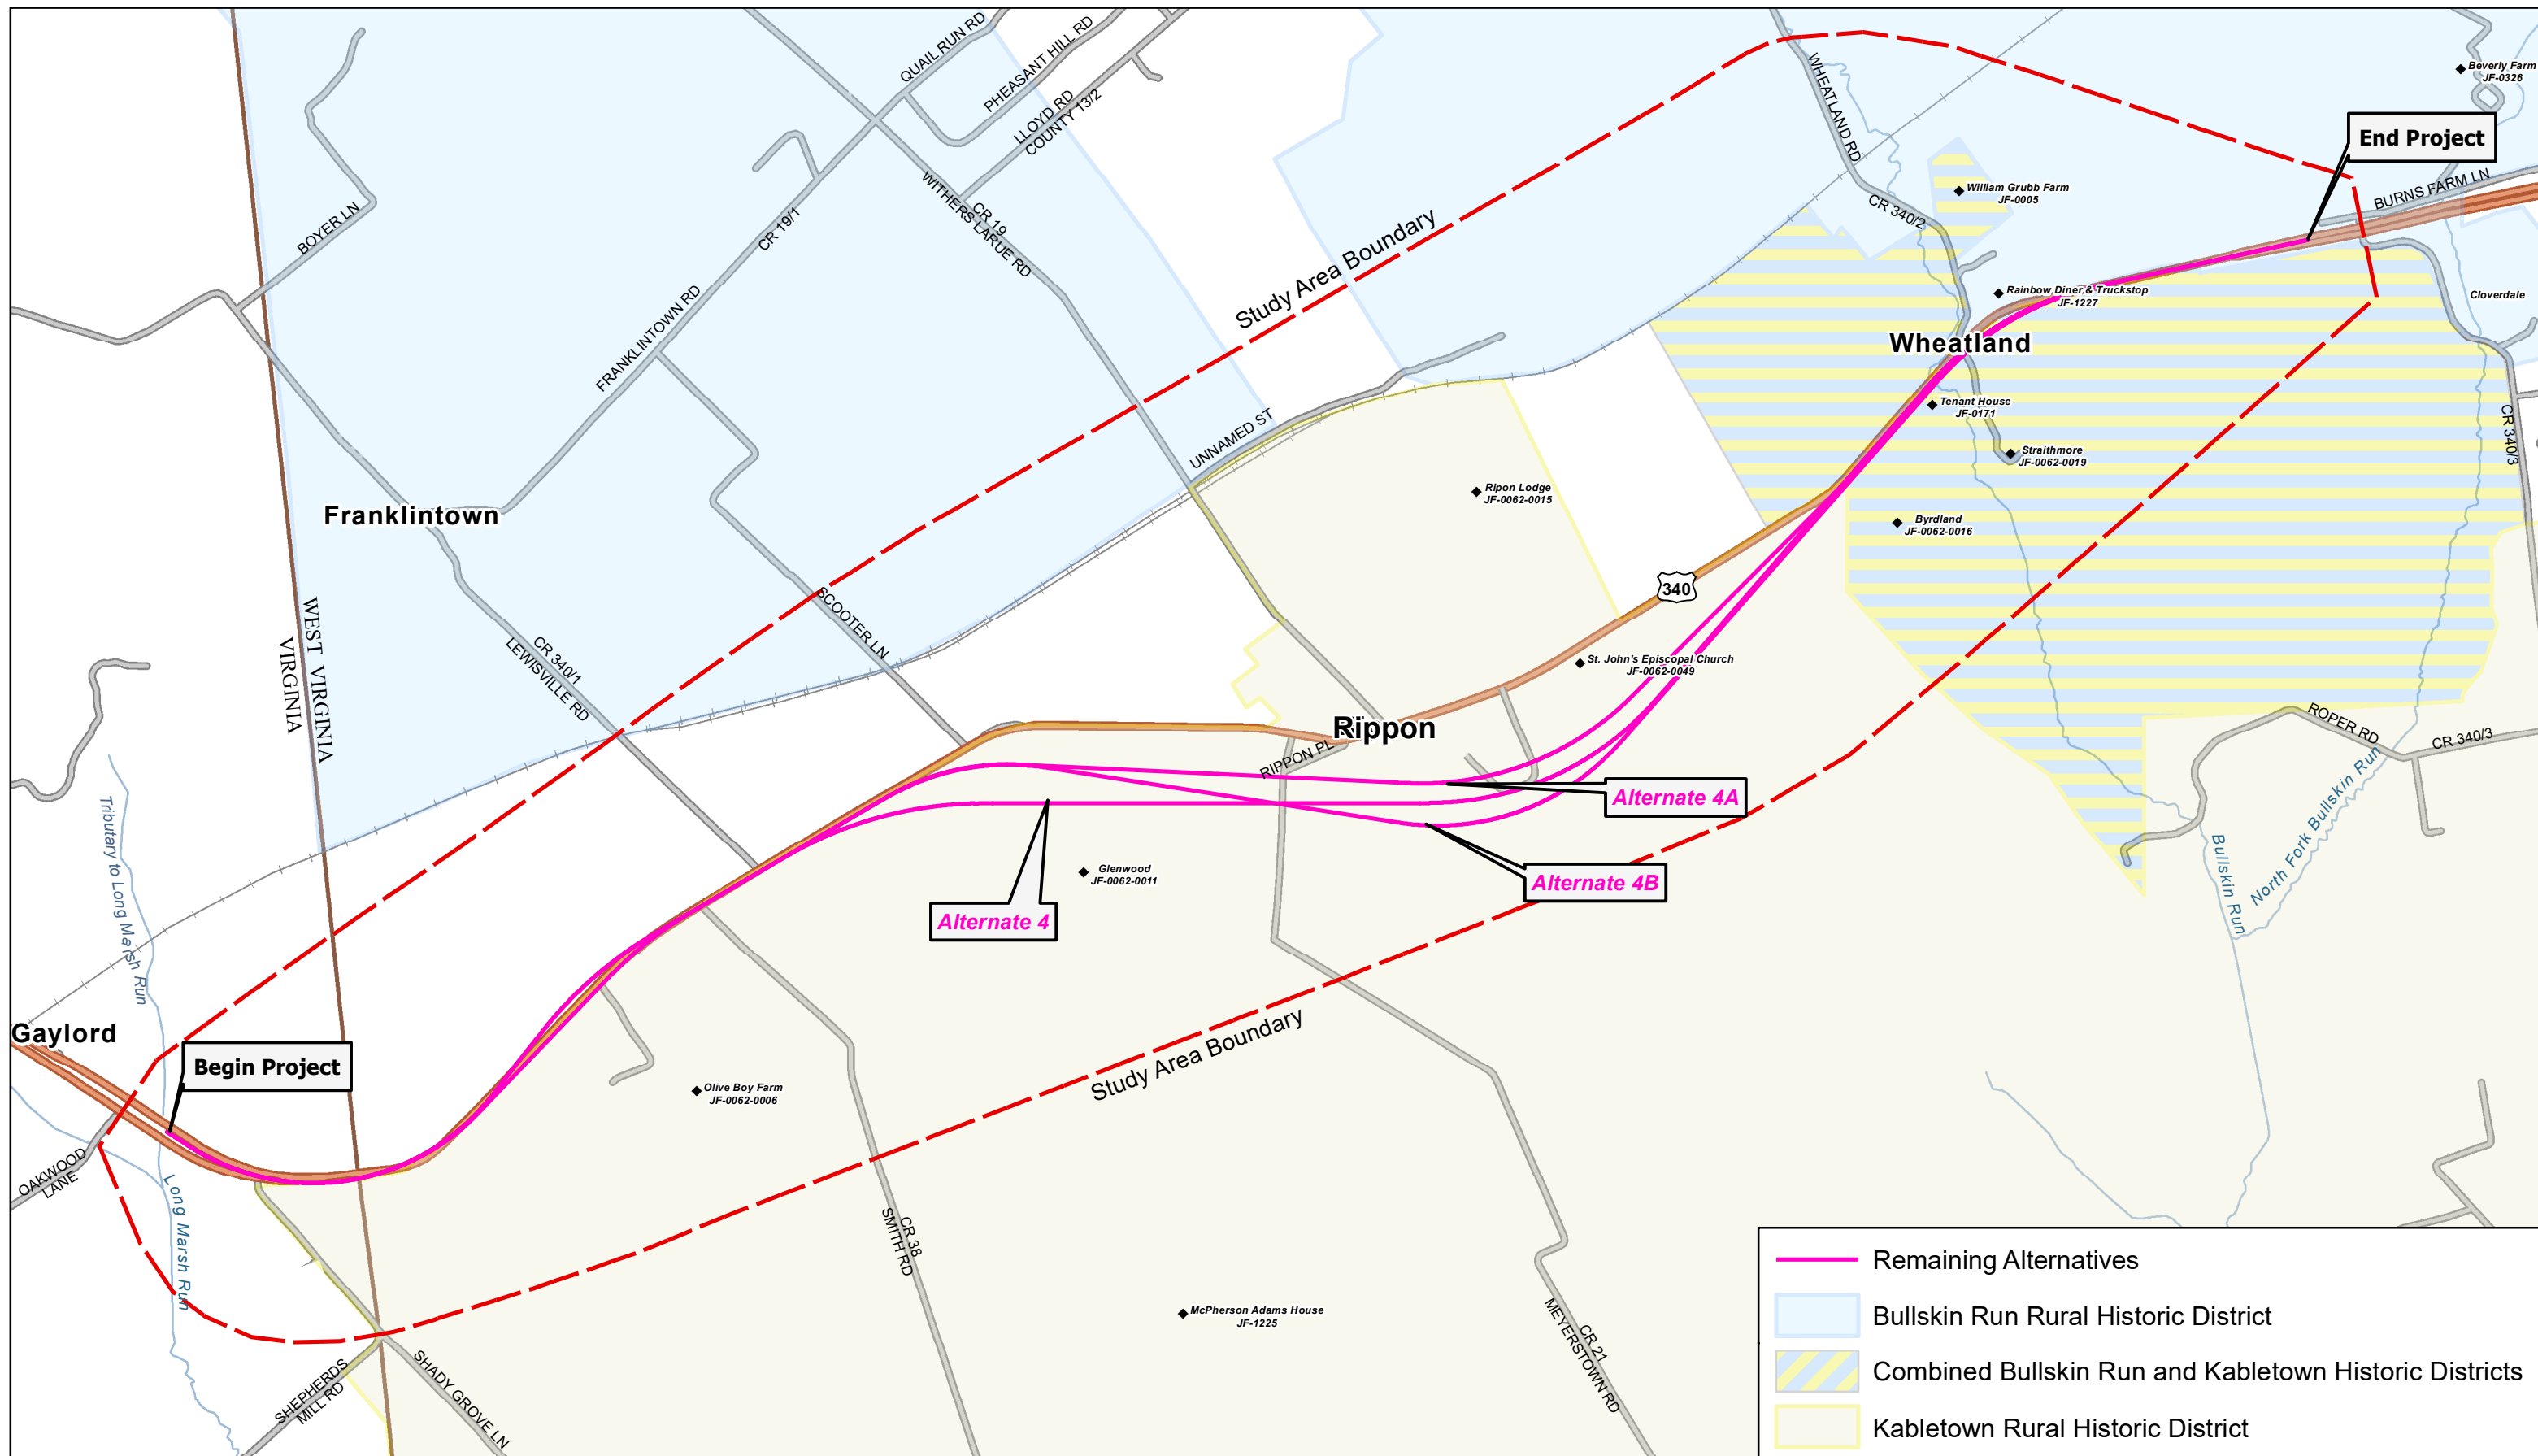 QUAIL RUN RD
PHEASANT HILL RD
LLOYD RD
COUNTY 13/2
WHEATLAND RD
Beverly Farm
JF-0326
End Project
BOYER LN
CR 19/1
WITHERS LARUE RD
CR 19
William Grubb Farm
JF-0005
CR 340/2
BURNS FARM LN
Study Area Boundary
Rainbow Diner & Truckstop
JF-1227
Cloverdale
FRANKLINTOWN RD
Wheatland
Tenant House
JF-0171
UNNAMED ST
CR 340/3
Straithmore
JF-0062-0019
Ripon Lodge
JF-0062-0015
Franklintown
Byrdland
JF-0062-0016
340
SCOOTER LN
WEST VIRGINIA
VIRGINIA
CR 340/1
LEWISVILLE RD
St. John's Episcopal Church
JF-0062-0049
Rippon
RIPPON PL
ROPER RD
CR 340/3
Alternate 4A
Tributary to Long Marsh Run
Glenwood
JF-0062-0011
Alternate 4B
Alternate 4
Bullskin Run
North Fork Bullskin Run
Gaylord
Begin Project
Study Area Boundary
Olive Boy Farm
JF-0062-0006
OAKWOOD
LANE
Long Marsh Run
CR 38
SMITH RD
McPherson Adams House
JF-1225
SHEPHERDS
MILL RD
SHADY GROVE LN
CR 21
MEYERSTOWN RD
Remaining Alternatives
Bullskin Run Rural Historic District
Combined Bullskin Run and Kabletown Historic Districts
Kabletown Rural Historic District